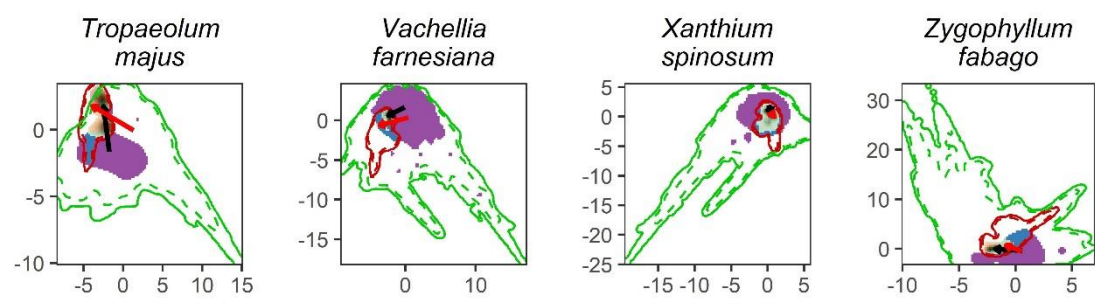 Tropaeolum majus
Vachellia farnesiana
Xanthium spinosum
Zygophyllum fabago
0
-5
-10
-5 0 5 10 15
0
-5
-10
-15
0 10
5
0
-5
-10
-15
-20
-25
-15 -10 -5 0 5
30
20
10
0
-10 -5 0 5